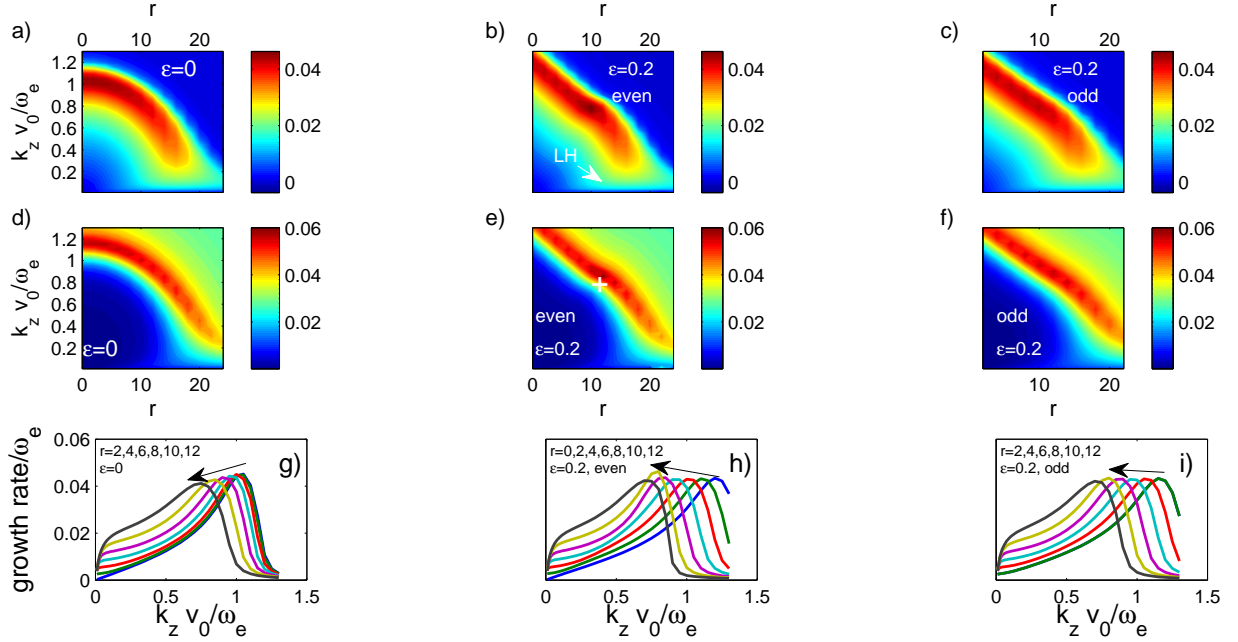 r
r
r
a)
b)
c)
0 10 20
0 10 20
10 20
ε=0
ε=0.2
even
ε=0.2
odd
LH
k_z v_0/ω_e
1.2
1
0.8
0.6
0.4
0.2
0.04
0.02
0
0.04
0.02
0
0.04
0.02
0
d)
e)
f)
k_z v_0/ω_e
1.2
1
0.8
0.6
0.4
0.2
ε=0
even
ε=0.2
+
odd
ε=0.2
0.06
0.04
0.02
0.06
0.04
0.02
0.06
0.04
0.02
0 10 20
0 10 20
10 20
r
r
r
growth rate/ω_e
0.06
0.04
0.02
0
r=2,4,6,8,10,12
ε=0
g)
r=0,2,4,6,8,10,12
ε=0.2, even
h)
r=2,4,6,8,10,12
ε=0.2, odd
i)
0 0.5 1 1.5
0 0.5 1 1.5
0 0.5 1 1.5
k_z v_0/ω_e
k_z v_0/ω_e
k_z v_0/ω_e